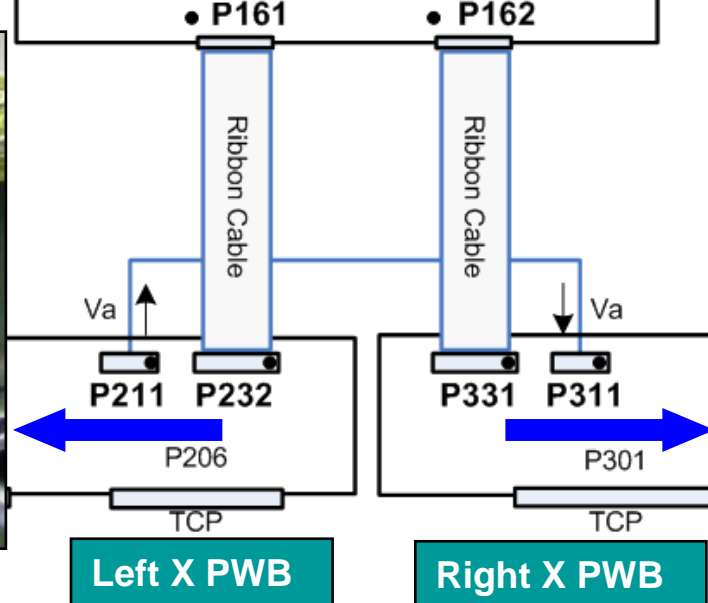 P161 P162
Ribbon Cable
Ribbon Cable
Va
Va
P211 P232
P331 P311
P206
P301
TCP
TCP
Left X PWB
Right X PWB